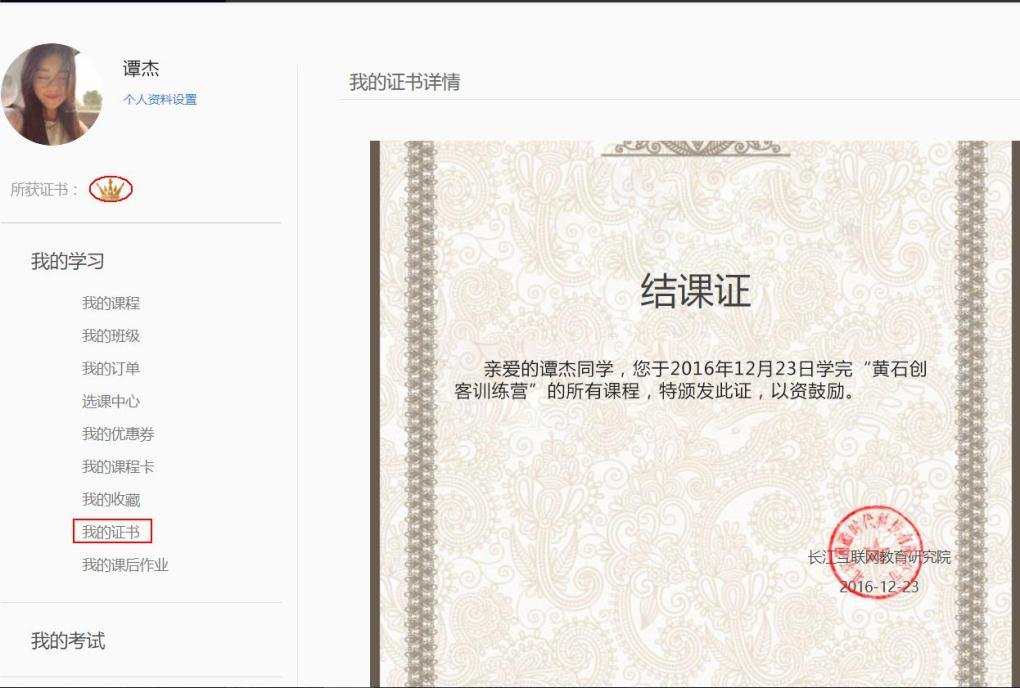 谭杰
个人资料设置
所获证书：
我的学习
我的课程
我的班级
我的订单
选课中心
我的优惠券
我的课程卡
我的收藏
我的证书
我的课后作业
我的考试
我的证书详情
结课证
亲爱的谭杰同学，您于2016年12月23日学完“黄石创
客训练营”的所有课程，特颁发此证，以资鼓励。
长江互联网教育研究院
2016-12-23